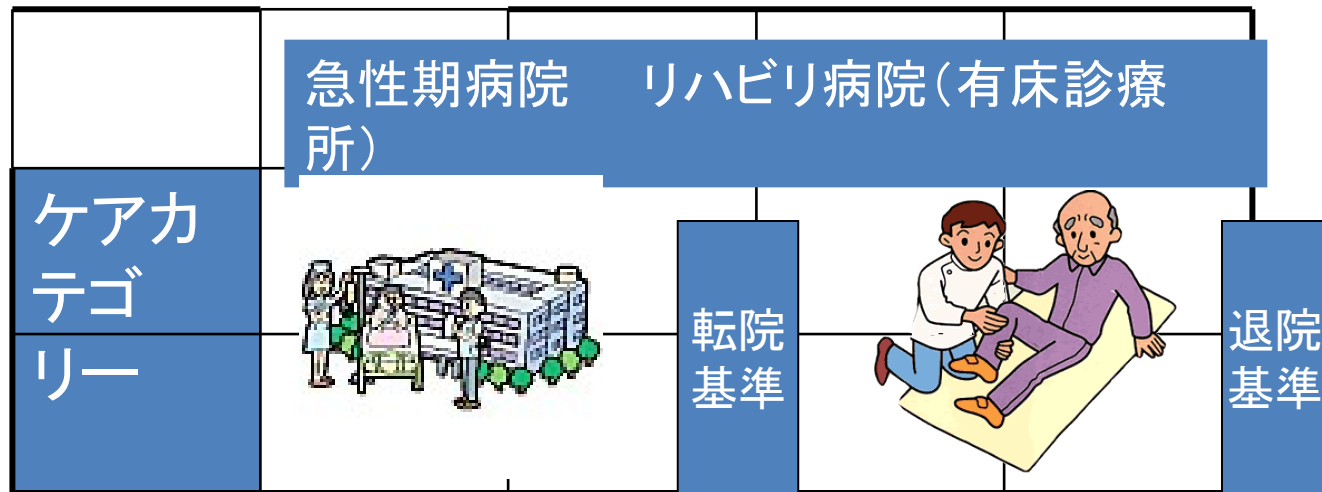 急性期病院　リハビリ病院（有床診療
所）
ケアカ
テゴ
リー
転院
基準
退院
基準